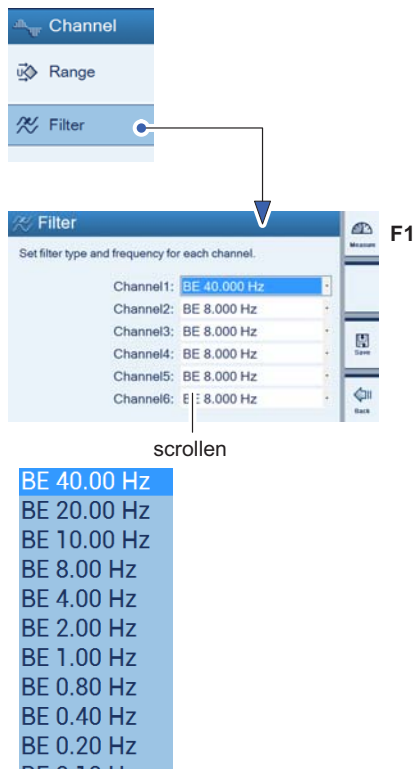 Channel
Range
Filter
Filter
Set filter type and frequency for each channel.
Channel1: BE 40.000 Hz
Channel2: BE 8.000 Hz
Channel3: BE 8.000 Hz
Channel4: BE 8.000 Hz
Channel5: BE 8.000 Hz
Channel6: BE 8.000 Hz
Measure
F1
Save
Back
scrollen
BE 40.00 Hz
BE 20.00 Hz
BE 10.00 Hz
BE 8.00 Hz
BE 4.00 Hz
BE 2.00 Hz
BE 1.00 Hz
BE 0.80 Hz
BE 0.40 Hz
BE 0.20 Hz